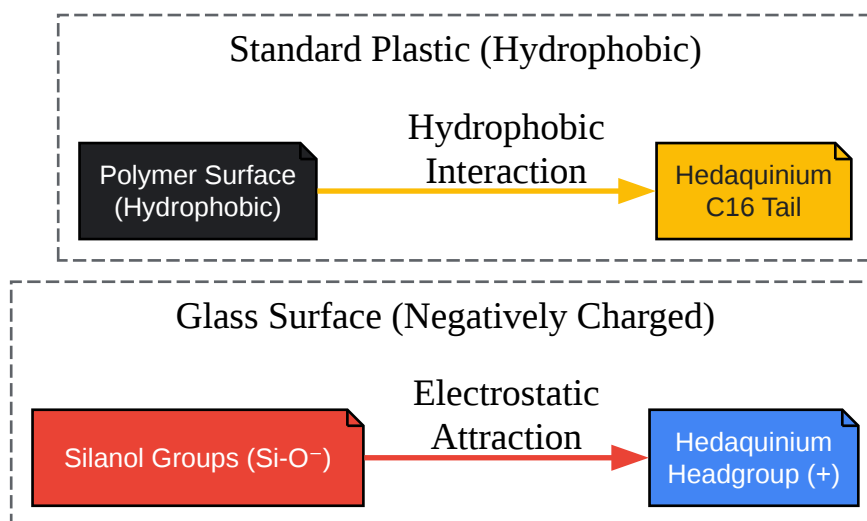 Standard Plastic (Hydrophobic)
Polymer Surface
(Hydrophobic)
Hydrophobic
Interaction
Hedaquinium
C16 Tail
Glass Surface (Negatively Charged)
Silanol Groups (Si-O⁻)
Electrostatic
Attraction
Hedaquinium
Headgroup (+)